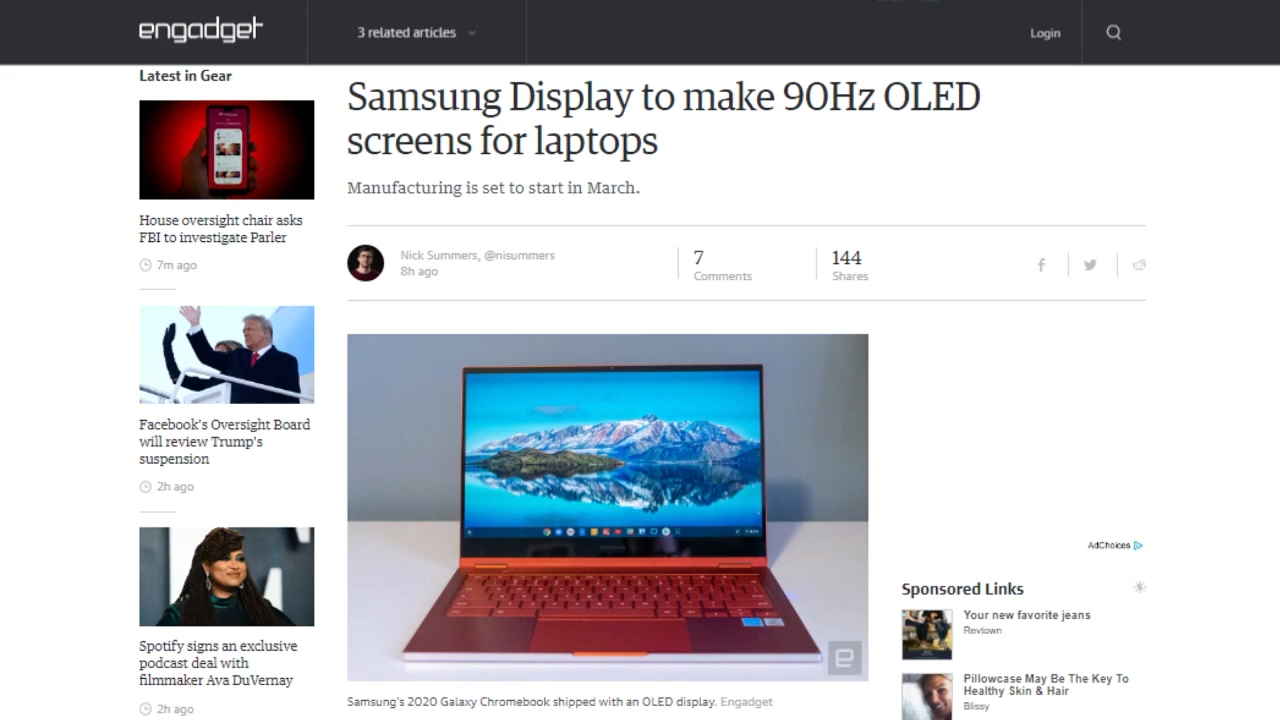 engadget
3 related articles
Login
Latest in Gear
House oversight chair asks
FBI to investigate Parler
7m ago
Facebook's Oversight Board
will review Trump's
suspension
2h ago
Spotify signs an exclusive
podcast deal with
filmmaker Ava DuVernay
2h ago
Samsung Display to make 90Hz OLED
screens for laptops
Manufacturing is set to start in March.
Nick Summers, @nisummers
8h ago
7
Comments
144
Shares
Samsung's 2020 Galaxy Chromebook shipped with an OLED display. Engadget
AdChoices
Sponsored Links
Your new favorite jeans
Revtown
Pillowcase May Be The Key To
Healthy Skin & Hair
Blissy